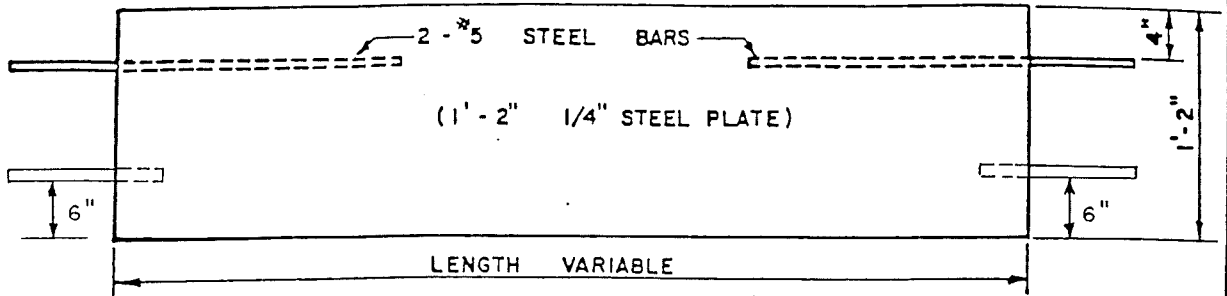 2 - #5 STEEL BARS
4"
(1' - 2" 1/4" STEEL PLATE)
1'-2"
6"
6"
LENGTH VARIABLE